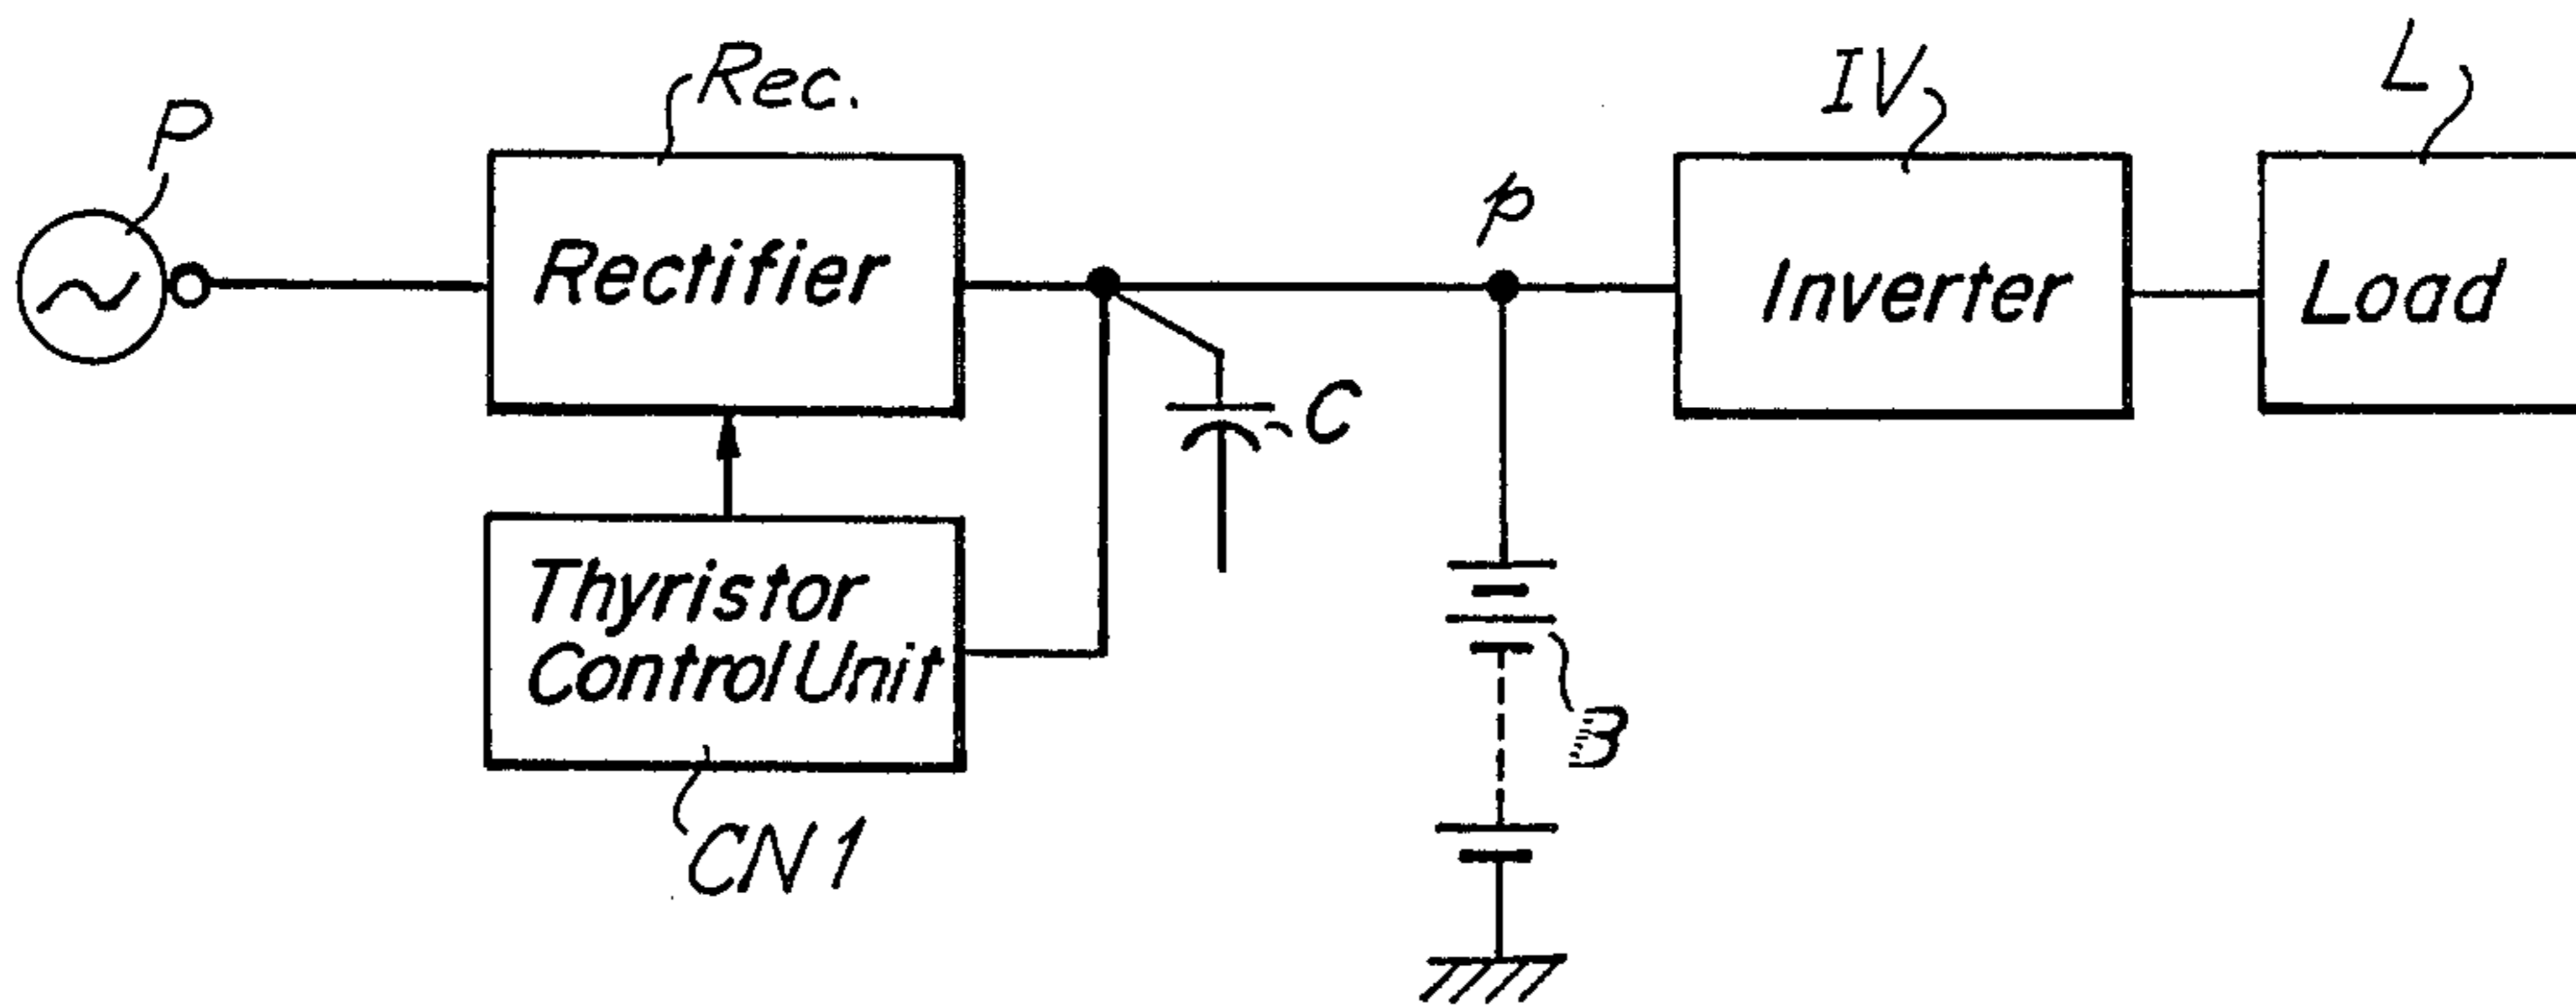 P
Rec.
Rectifier
Thyristor
Control Unit
CN1
C
p
B
IV
Inverter
L
Load